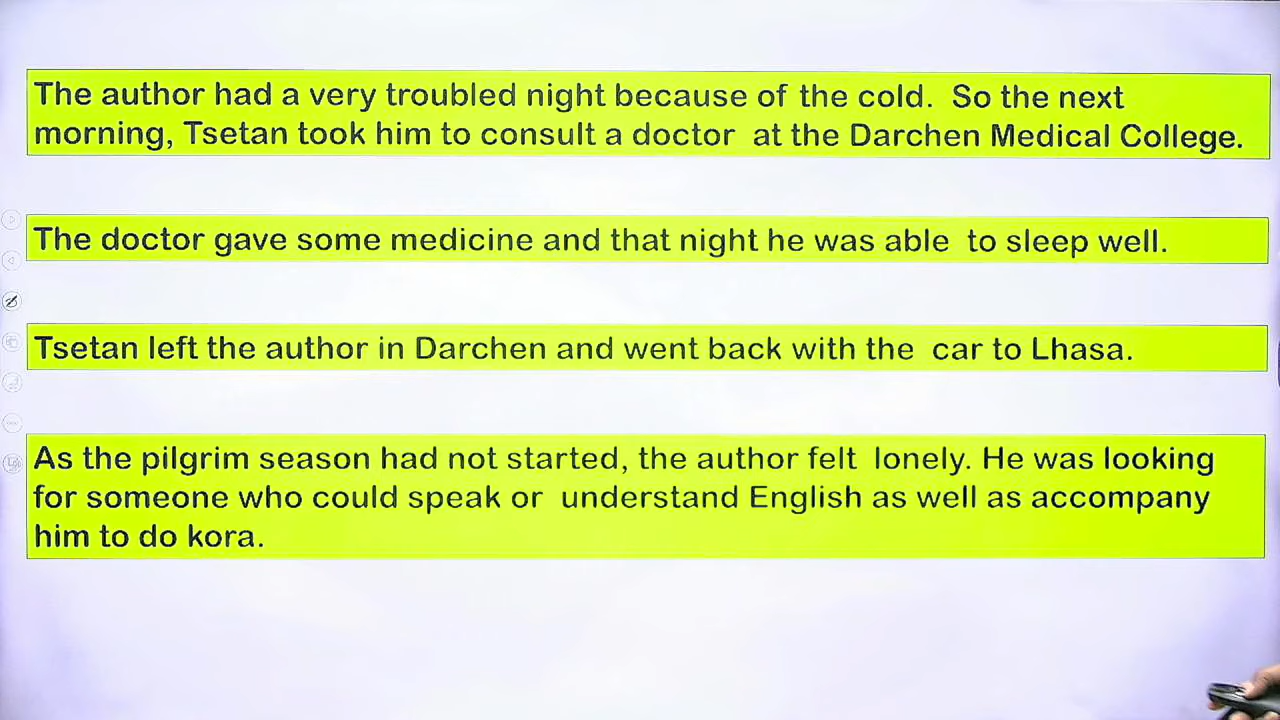 The author had a very troubled night because of the cold. So the next
morning, Tsetan took him to consult a doctor at the Darchen Medical College.
The doctor gave some medicine and that night he was able to sleep well.
Tsetan left the author in Darchen and went back with the car to Lhasa.
As the pilgrim season had not started, the author felt lonely. He was looking
for someone who could speak or understand English as well as accompany
him to do kora.